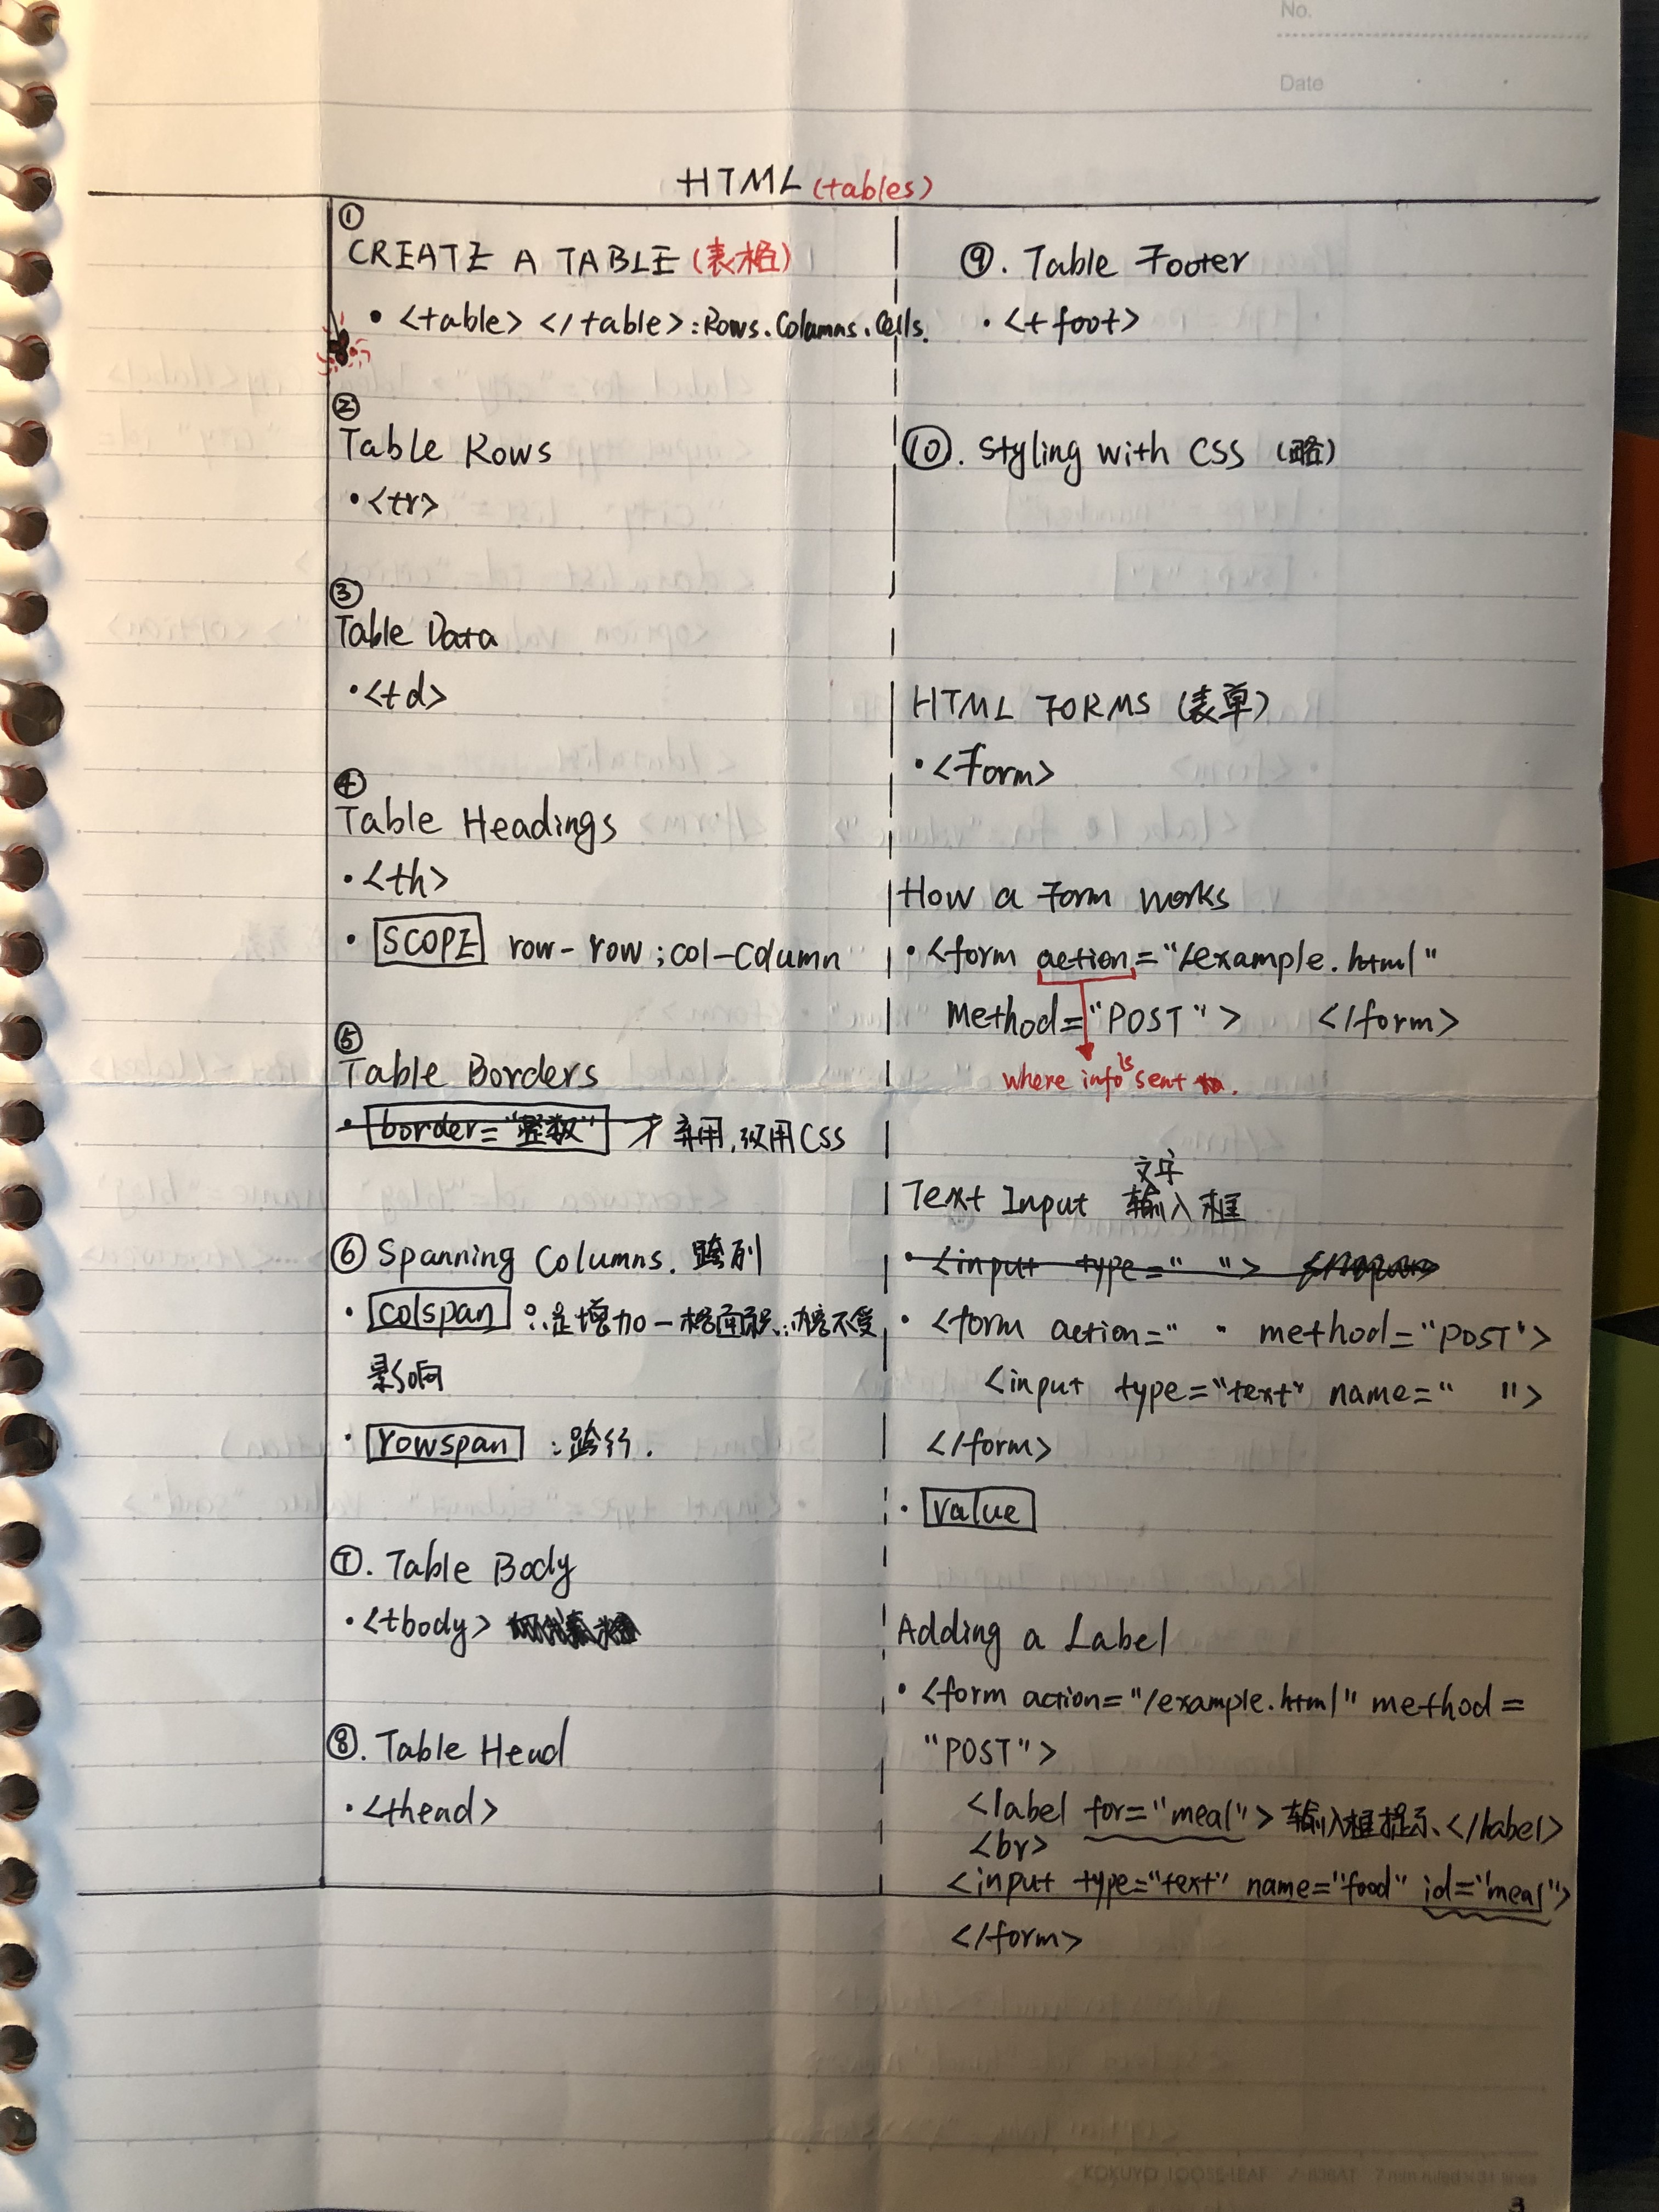 No.
Date
HTML (tables)
①
CREATE A TABLE (表格)
• <table> </table> : Rows. Columns. Cells.
②
Table Rows
• <tr>
③
Table Data
• <td>
④
Table Headings
• <th>
• SCOPE row-row ; col-column
⑤
Table Borders
• border="整数" → 弃用, 改用CSS
⑥ Spanning Columns. 跨列
• colspan : 是增加一格面积, 内容不受
影响
• rowspan : 跨行.
⑦. Table Body
• <tbody>
⑧. Table Head
• <thead>
⑨. Table Footer
• <tfoot>
⑩. Styling with CSS (略)
HTML FORMS (表单)
• <form>
How a Form works
• <form action="/example.html"
method="POST"> </form>
where info is sent to.
文字
Text Input 输入框
• <input type=" ">
• <form action=" " method="POST">
<input type="text" name=" ">
</form>
• value
Adding a Label
• <form action="/example.html" method=
"POST">
<label for="meal"> 输入框提示 </label>
<br>
<input type="text" name="food" id="meal">
</form>
KOKUYO LOOSE-LEAF
3